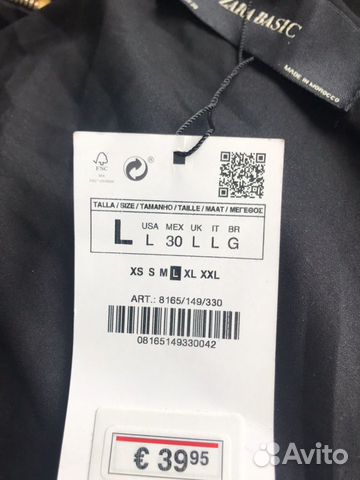 ZARA BASIC
MADE IN MOROCCO
FSC
TALLA / SIZE / TAMANHO / TAILLE / MAAT / ΜΕΓΕΘΟΣ
USA MEX UK IT BR
L L 30 L L G
XS S M L XL XXL
ART.: 8165/149/330
08165149330042
€ 39.95
Avito